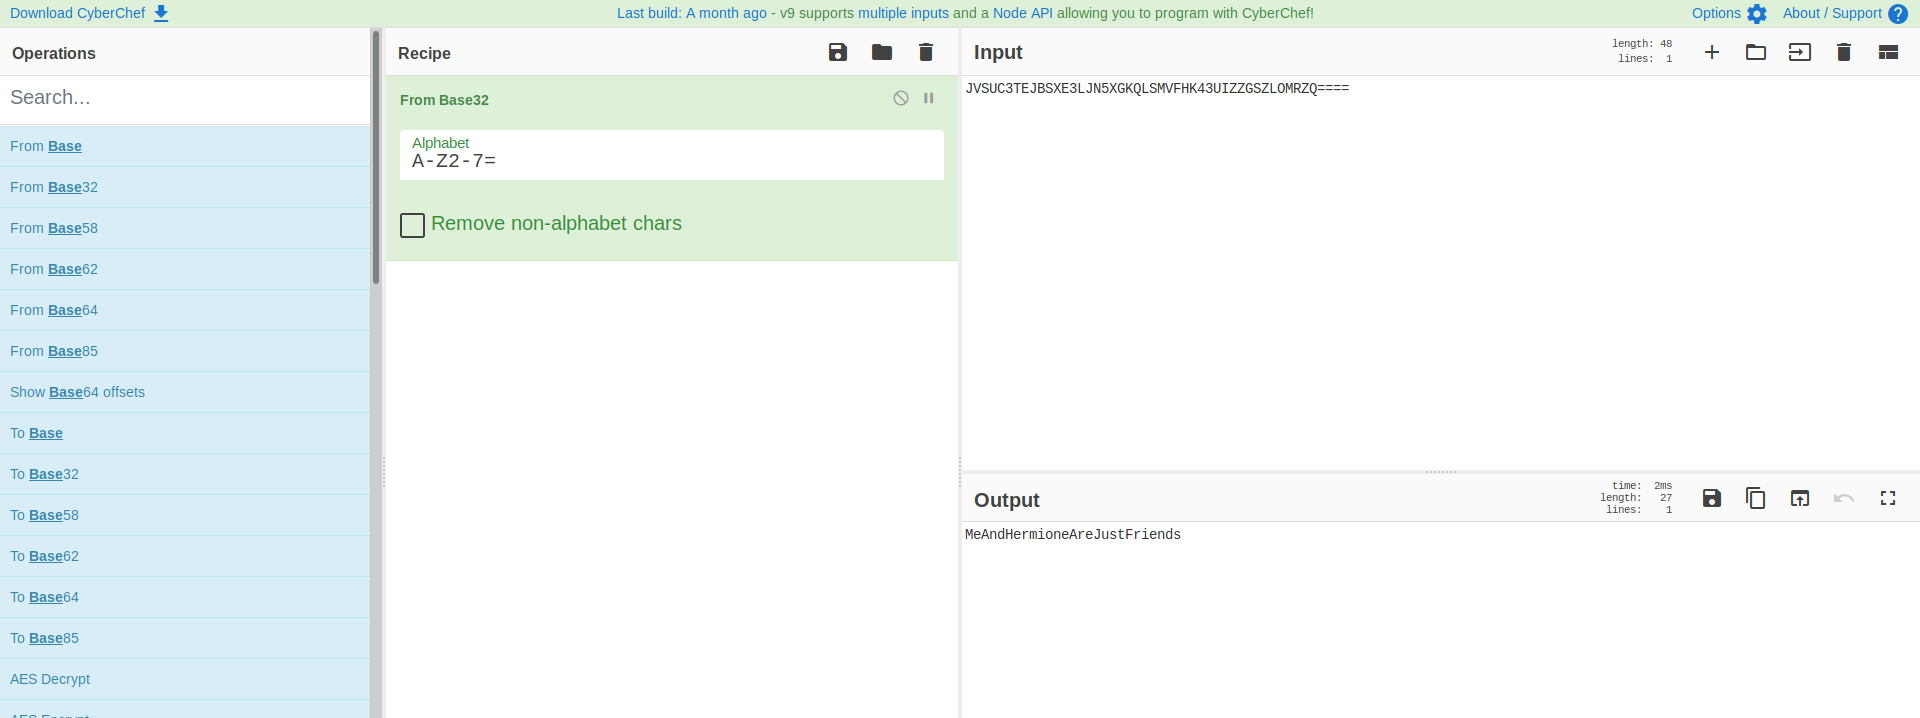 Download CyberChef
Last build: A month ago - v9 supports multiple inputs and a Node API allowing you to program with CyberChef!
Options
About / Support
Operations
Search...
From Base
From Base32
From Base58
From Base62
From Base64
From Base85
Show Base64 offsets
To Base
To Base32
To Base58
To Base62
To Base64
To Base85
AES Decrypt
AES Encrypt
Recipe
From Base32
Alphabet
A-Z2-7=
Remove non-alphabet chars
Input
length: 48
lines: 1
JVSUC3TEJBSXE3LJN5XGKQLSMVFHK43UIZZGSZLOMRZQ====
Output
time: 2ms
length: 27
lines: 1
MeAndHermioneAreJustFriends